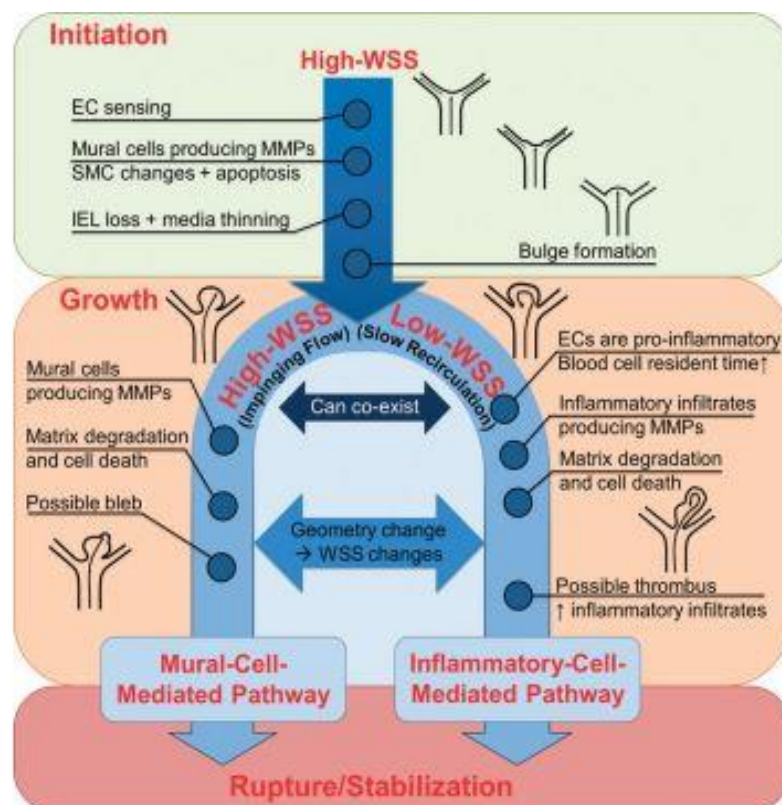 Initiation
High-WSS
EC sensing
Mural cells producing MMPs
SMC changes + apoptosis
IEL loss + media thinning
Bulge formation
Growth
High-WSS
(Impinging Flow)
Low-WSS
(Slow Recirculation)
Mural cells
producing MMPs
Matrix degradation
and cell death
Possible bleb
Can co-exist
Geometry change
→ WSS changes
ECs are pro-inflammatory
Blood cell resident time↑
Inflammatory infiltrates
producing MMPs
Matrix degradation
and cell death
Possible thrombus
↑ inflammatory infiltrates
Mural-Cell-
Mediated Pathway
Inflammatory-Cell-
Mediated Pathway
Rupture/Stabilization